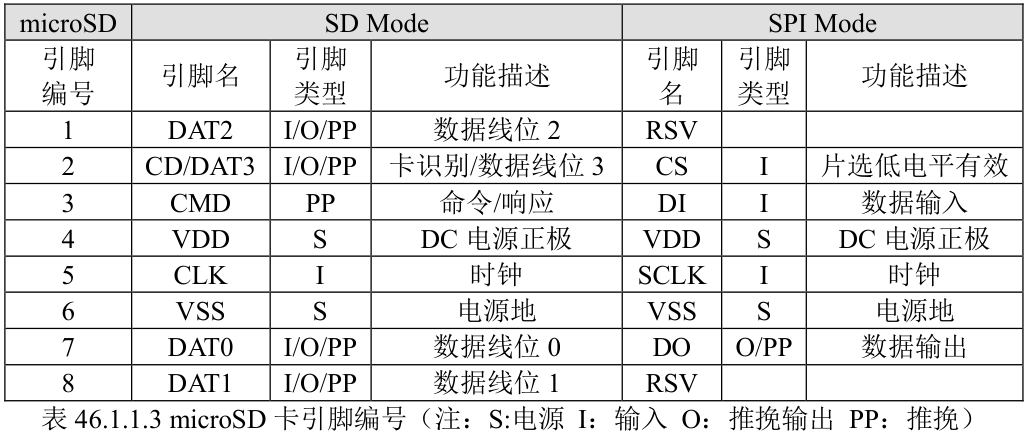 microSD SD Mode SPI Mode
引脚编号 引脚名 引脚类型 功能描述 引脚名 引脚类型 功能描述
1 DAT2 I/O/PP 数据线位 2 RSV
2 CD/DAT3 I/O/PP 卡识别/数据线位 3 CS I 片选低电平有效
3 CMD PP 命令/响应 DI I 数据输入
4 VDD S DC 电源正极 VDD S DC 电源正极
5 CLK I 时钟 SCLK I 时钟
6 VSS S 电源地 VSS S 电源地
7 DAT0 I/O/PP 数据线位 0 DO O/PP 数据输出
8 DAT1 I/O/PP 数据线位 1 RSV
表 46.1.1.3 microSD 卡引脚编号（注：S:电源 I：输入 O：推挽输出 PP：推挽）